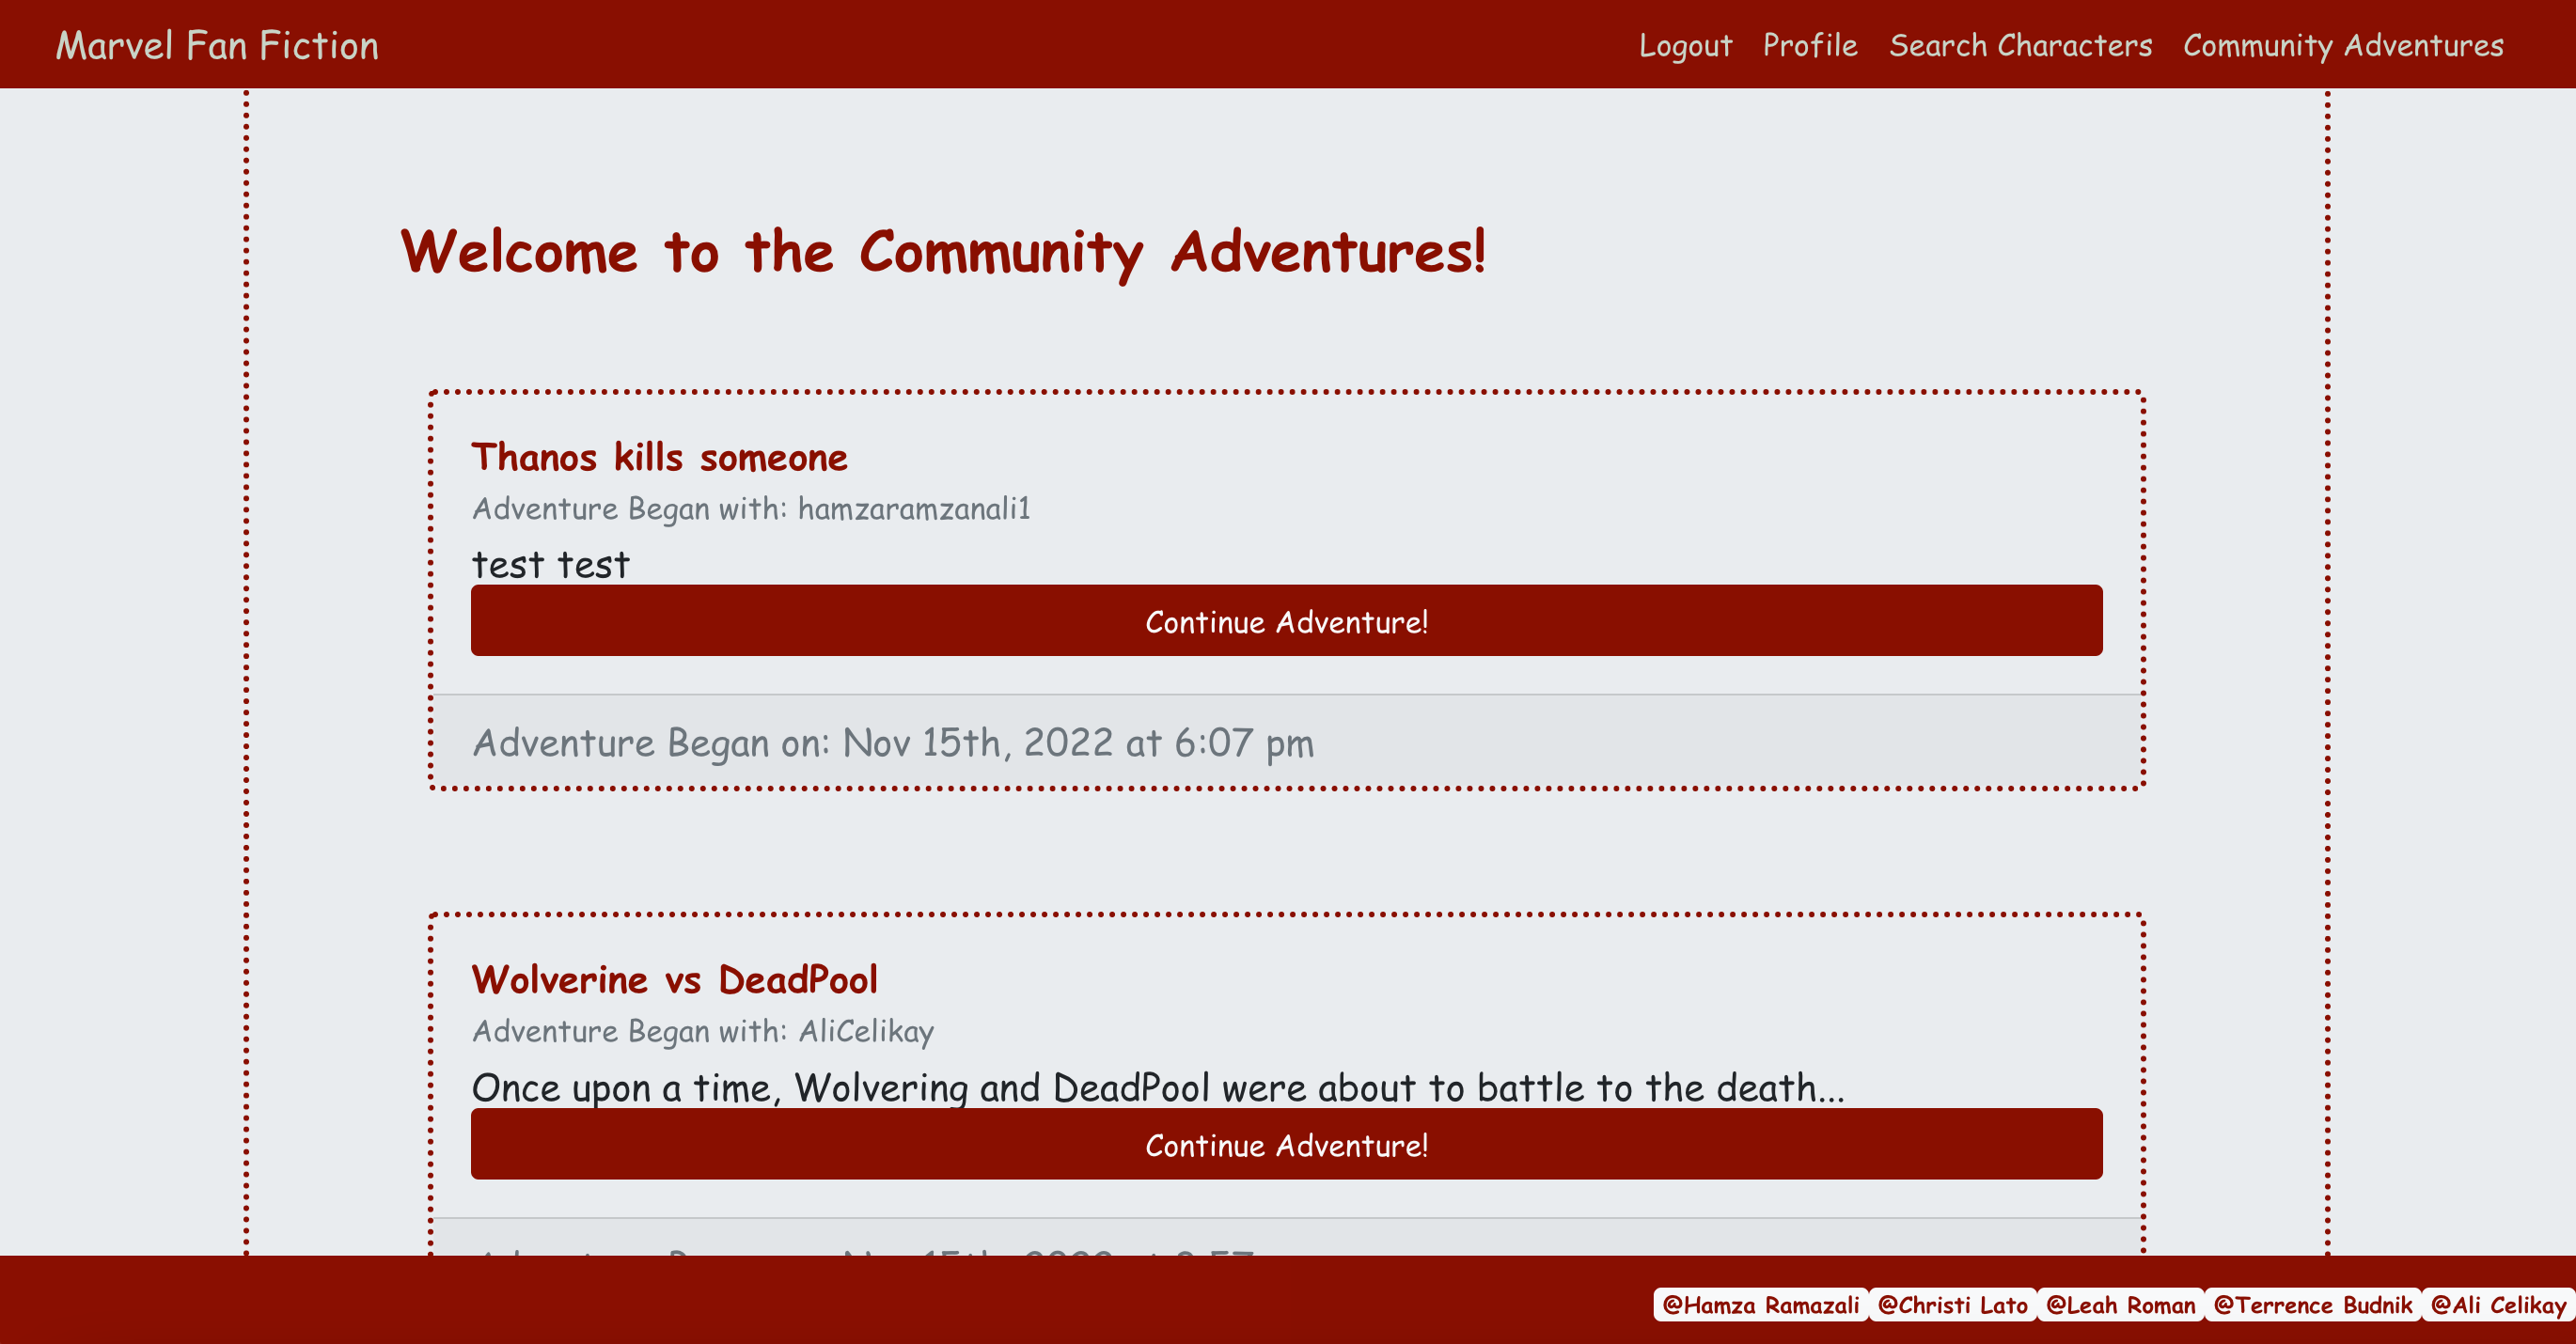 Marvel Fan Fiction
Logout Profile Search Characters Community Adventures
Welcome to the Community Adventures!
Thanos kills someone
Adventure Began with: hamzaramzanali1
test test
Continue Adventure!
Adventure Began on: Nov 15th, 2022 at 6:07 pm
Wolverine vs DeadPool
Adventure Began with: AliCelikay
Once upon a time, Wolvering and DeadPool were about to battle to the death...
Continue Adventure!
@Hamza Ramazali @Christi Lato @Leah Roman @Terrence Budnik @Ali Celikay